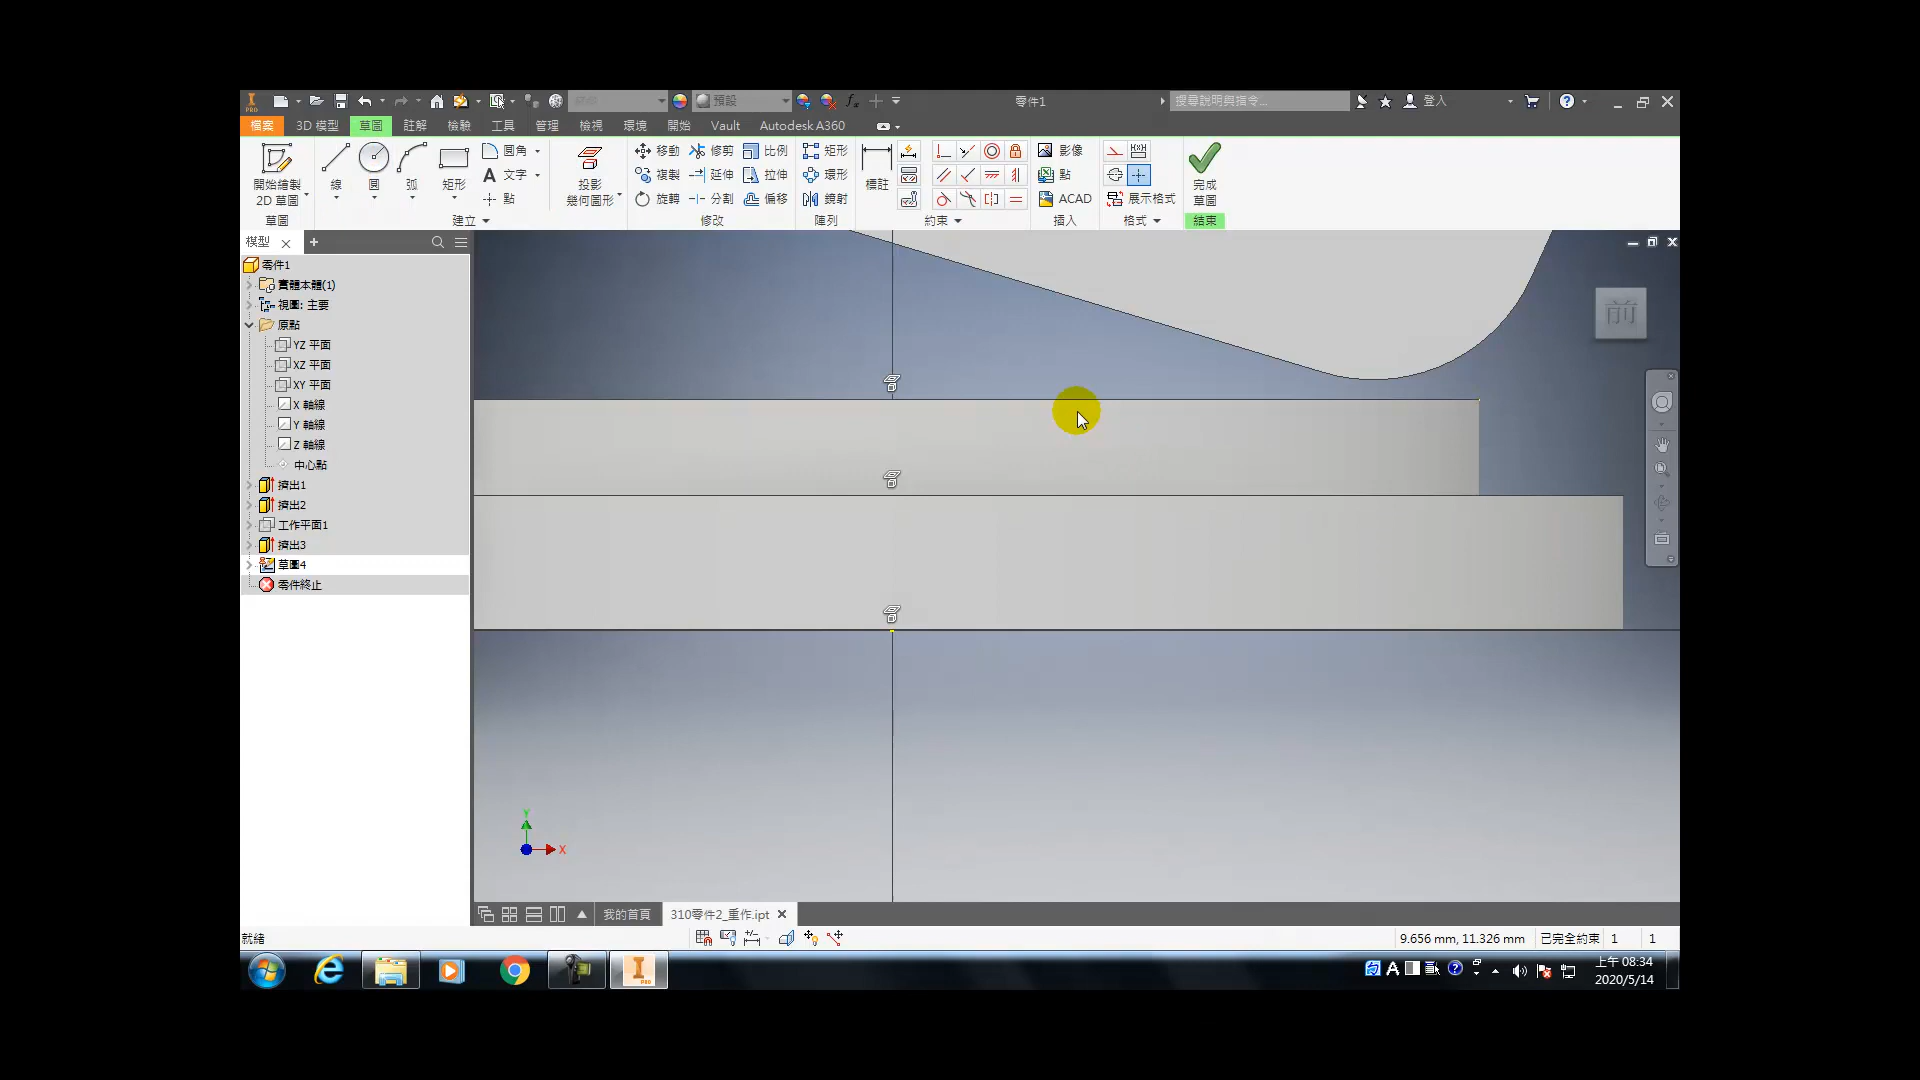 PRO
預設
零件1
搜尋說明與指令...
登入
檔案 3D 模型 草圖 註解 檢驗 工具 管理 檢視 環境 開始 Vault Autodesk A360
開始繪製
2D 草圖
線
圓
弧
矩形
圓角
文字
點
投影
幾何圖形
移動 修剪 比例
複製 延伸 拉伸
旋轉 分割 偏移
矩形
環形
鏡射
標註
影像
點
ACAD
展示格式
完成
草圖
草圖 建立 修改 陣列 約束 插入 格式 結束
模型
零件1
實體本體(1)
視圖: 主要
原點
YZ 平面
XZ 平面
XY 平面
X 軸線
Y 軸線
Z 軸線
中心點
擠出1
擠出2
工作平面1
擠出3
草圖4
零件終止
前
Y
X
我的首頁
310零件2_重作.ipt
就緒
9.656 mm, 11.326 mm 已完全約束 1 1
上午 08:34
2020/5/14